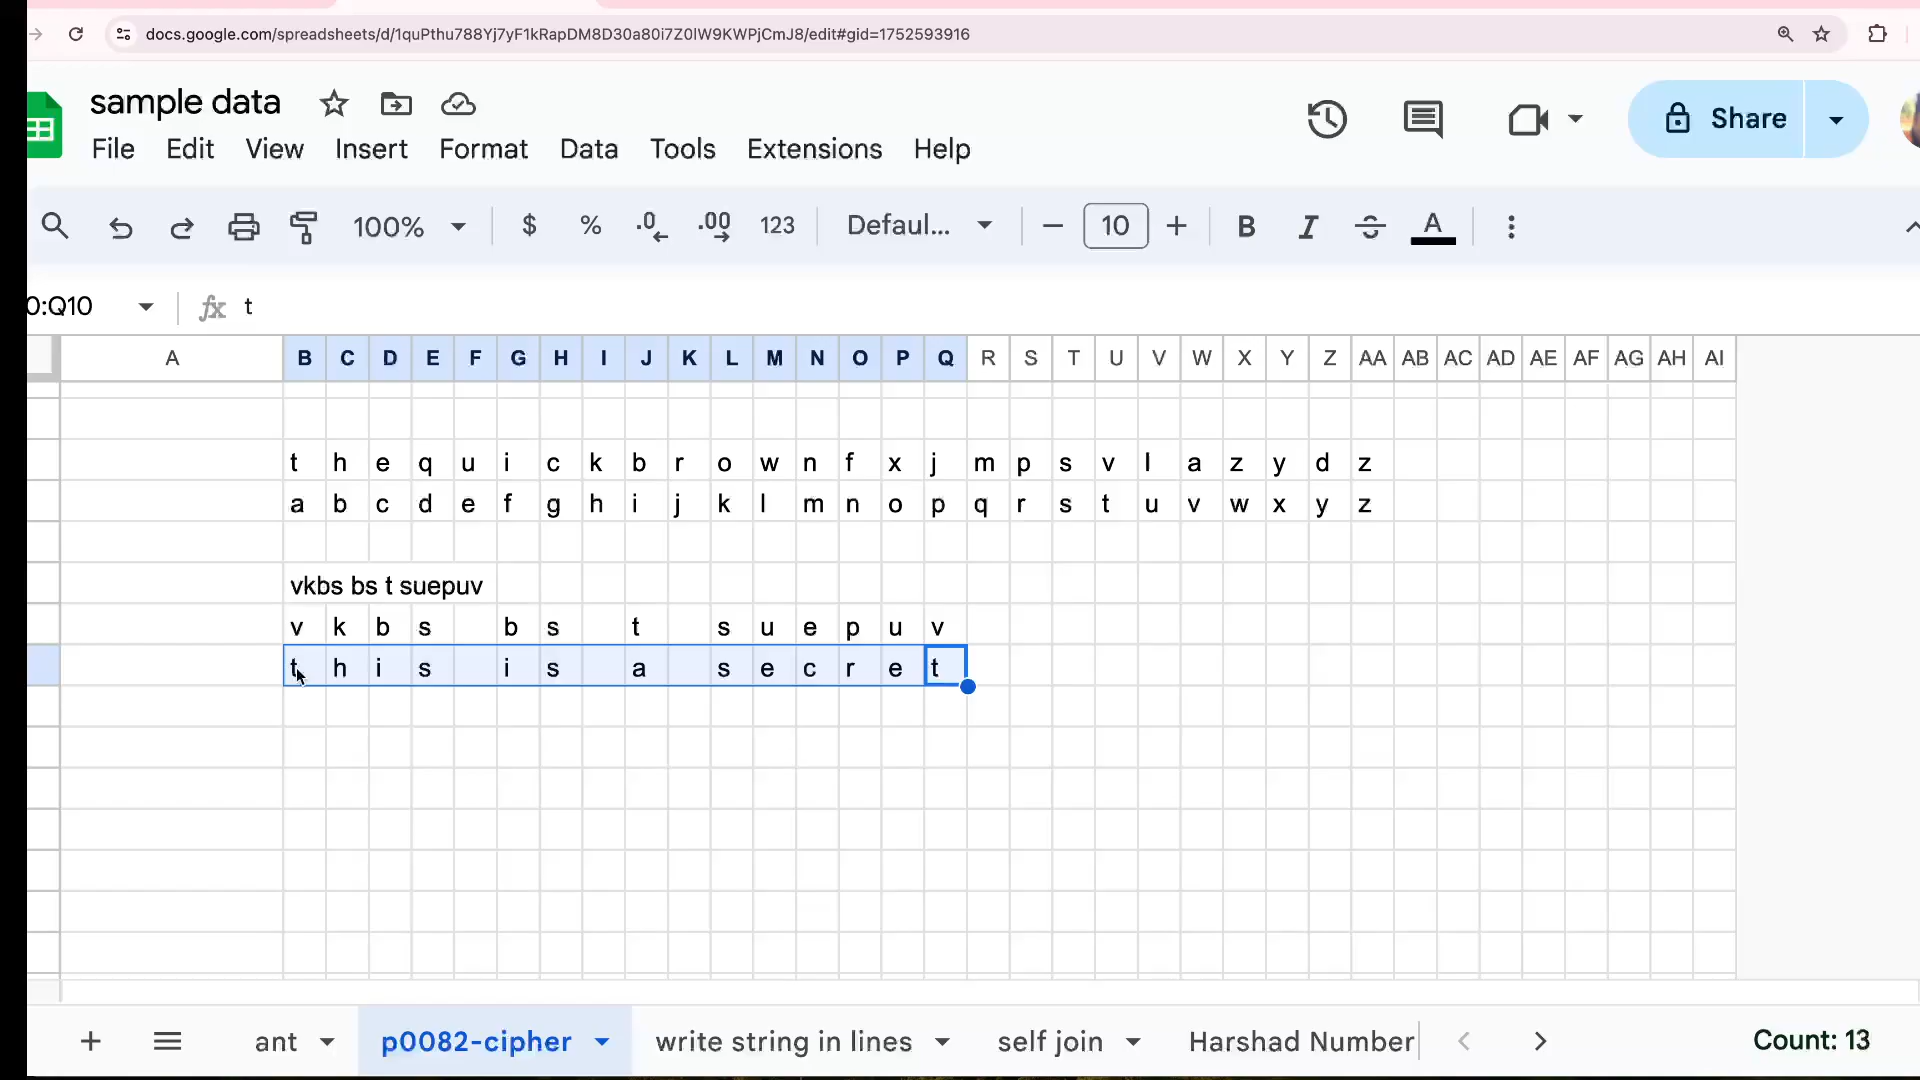 docs.google.com/spreadsheets/d/1quPthu788Yj7yF1kRapDM8D30a80i7Z0lW9KWPjCmJ8/edit#gid=1752593916
sample data
Share
File Edit View Insert Format Data Tools Extensions Help
100% $ % .0 .00 123 Defaul... 10 B I S A
0:Q10 fx t
A B C D E F G H I J K L M N O P Q R S T U V W X Y Z AA AB AC AD AE AF AG AH AI
t h e q u i c k b r o w n f x j m p s v l a z y d z
a b c d e f g h i j k l m n o p q r s t u v w x y z
vkbs bs t suepuv
v k b s b s t s u e p u v
t h i s i s a s e c r e t
ant p0082-cipher write string in lines self join Harshad Number Count: 13